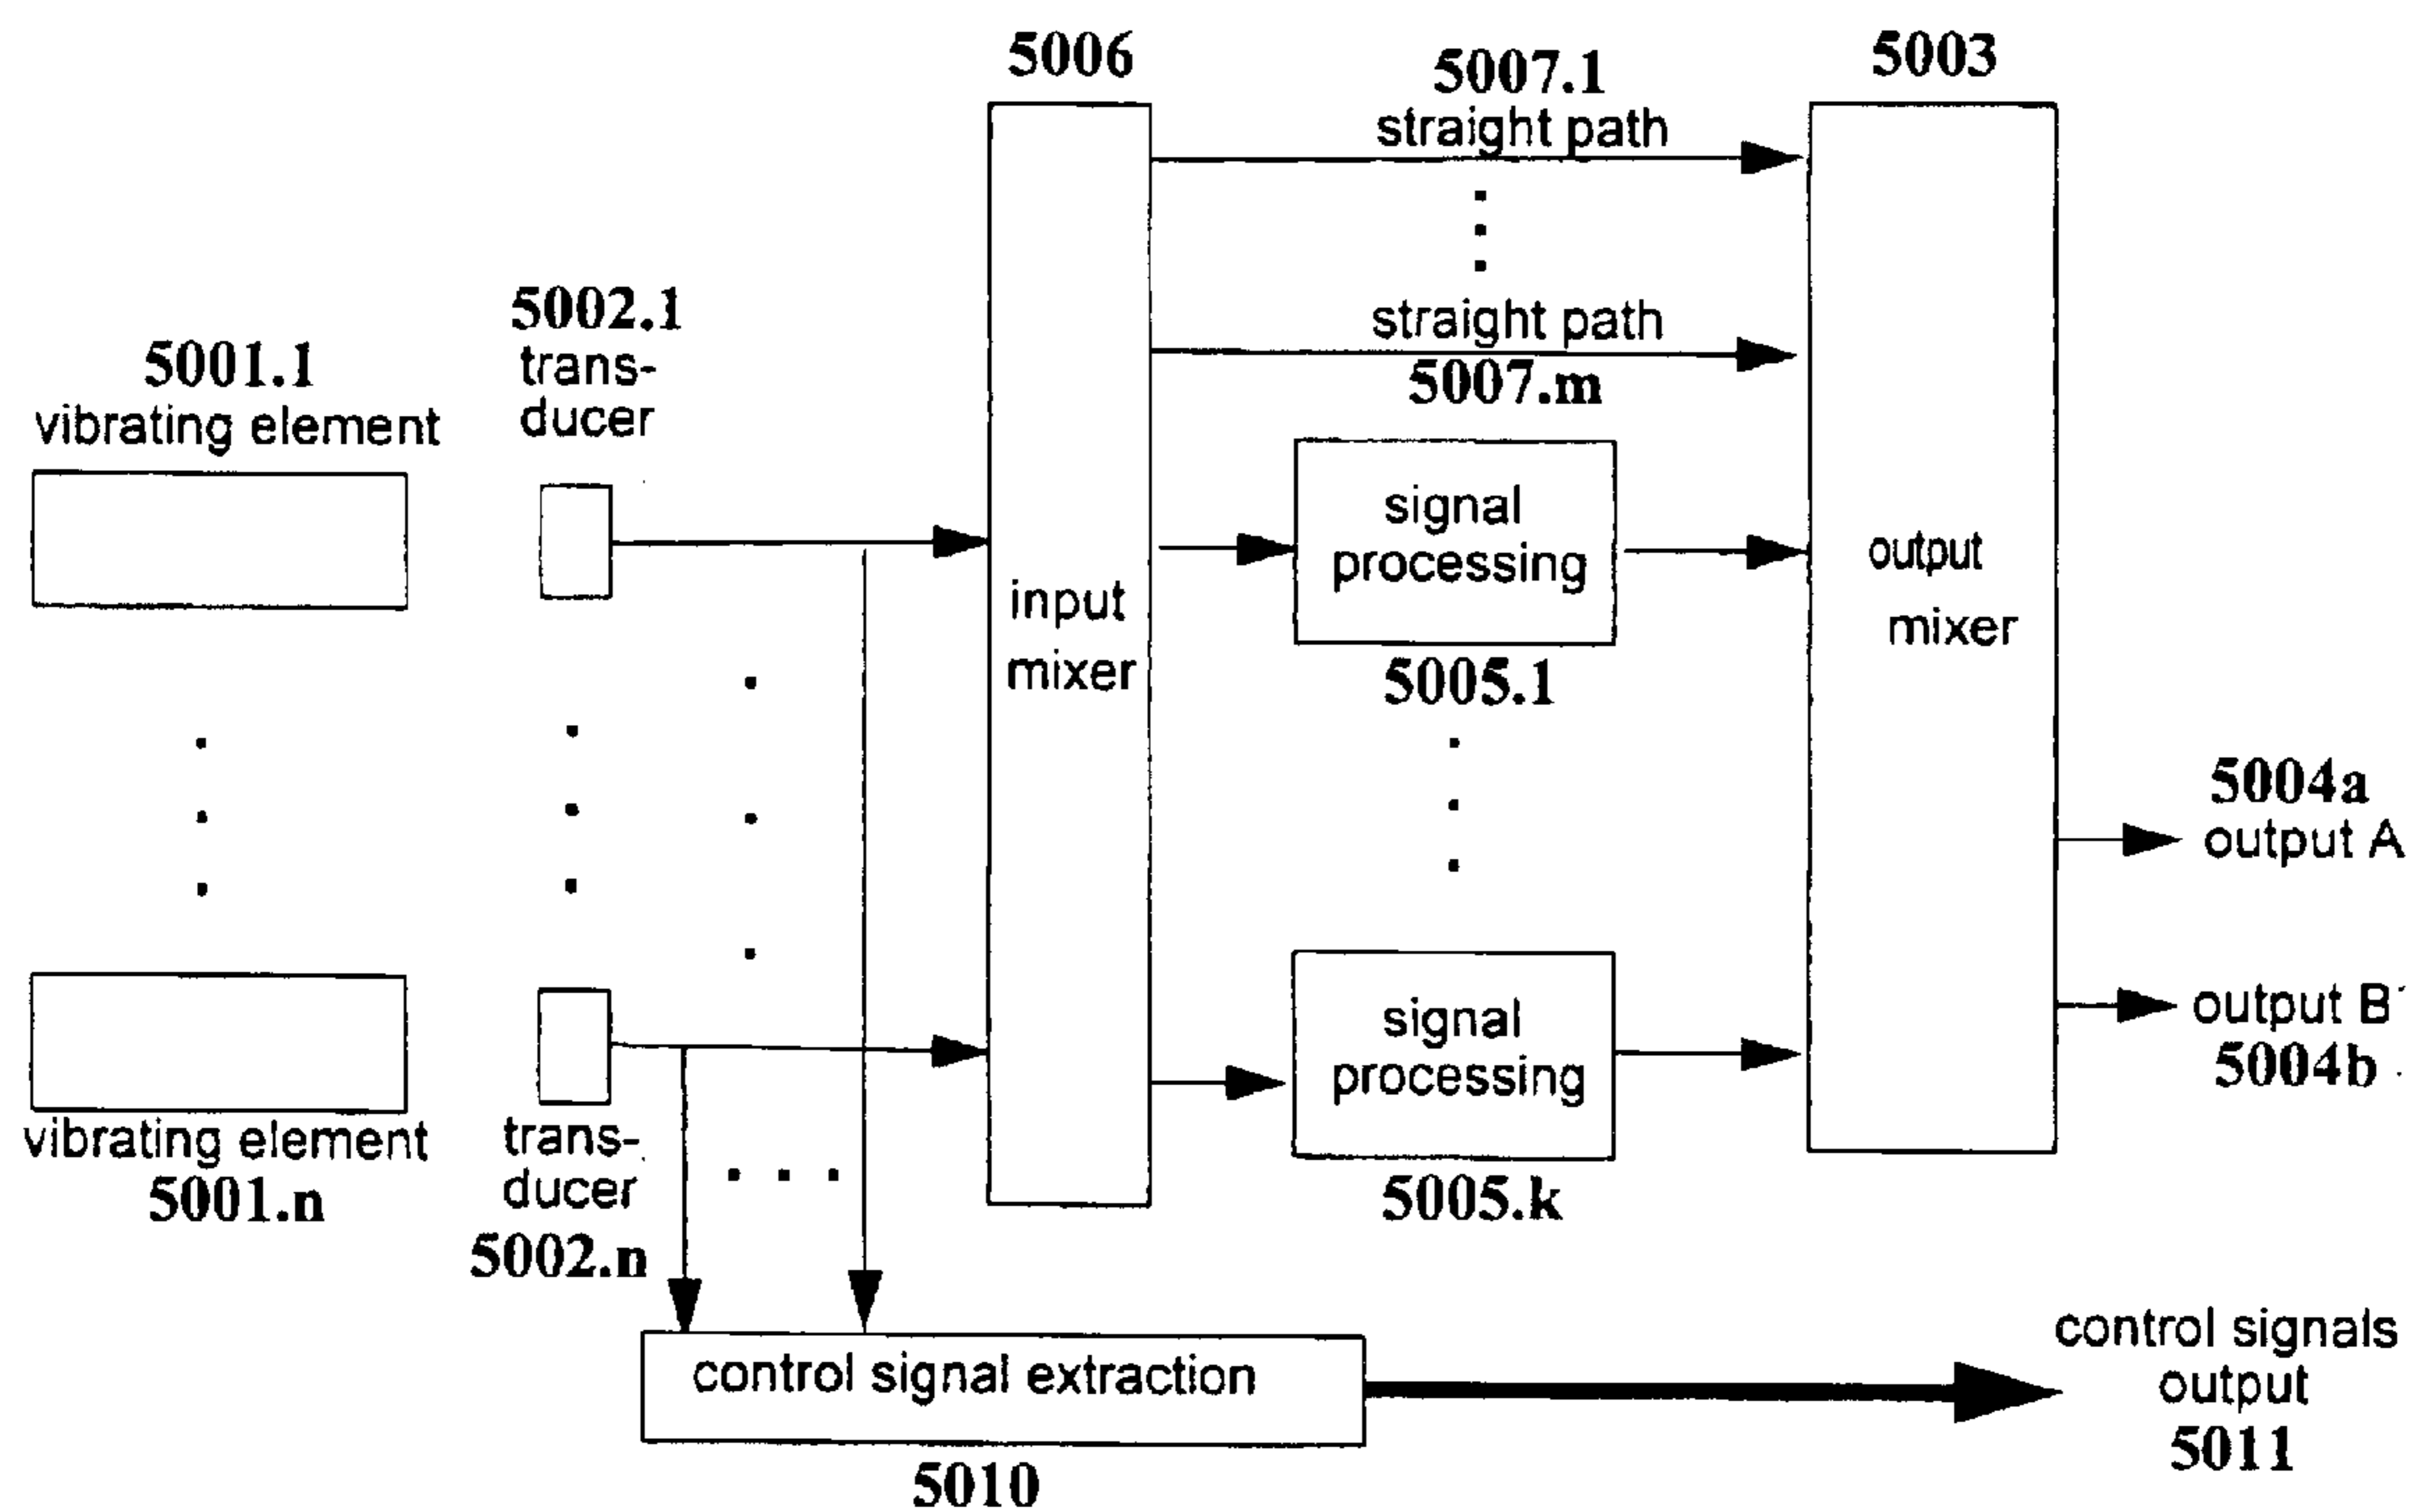 5006
5007.1
straight path
5003
straight path
5007.m
5002.1
trans-
ducer
5001.1
vibrating element
signal
processing
5005.1
input
mixer
output
mixer
5004a
output A
output B
5004b
signal
processing
5005.k
vibrating element
5001.n
trans-
ducer
5002.n
control signal extraction
5010
control signals
output
5011